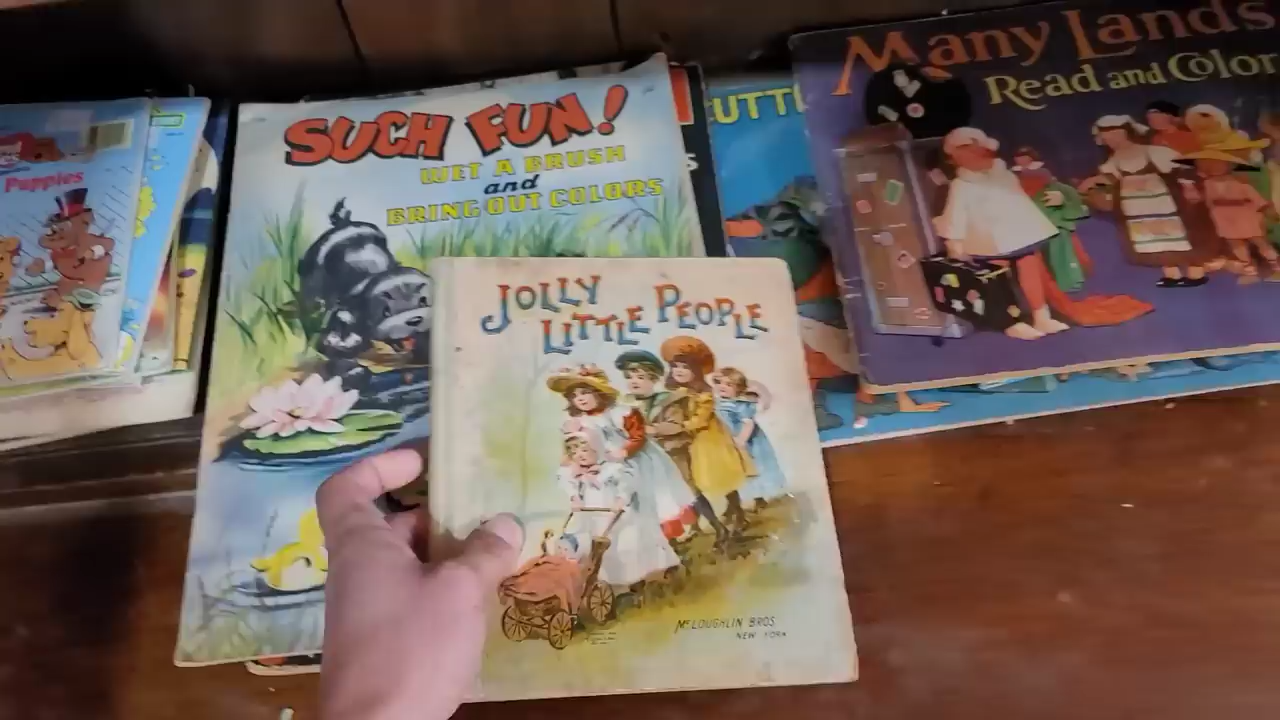 Puppies
SUCH FUN!
WET A BRUSH
and
BRING OUT COLORS
CUTT
Many Lands
Read and Color
JOLLY
LITTLE PEOPLE
McLOUGHLIN BROS.
NEW YORK